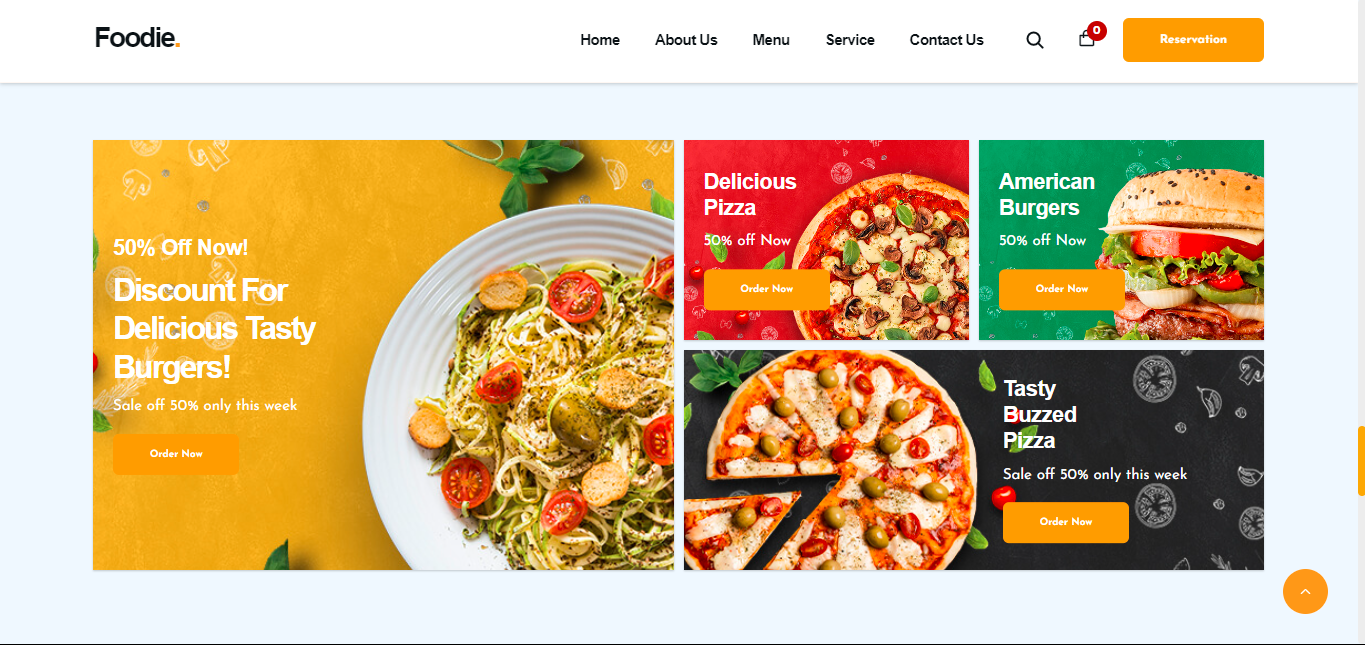 Foodie.
Home About Us Menu Service Contact Us 0 Reservation
50% Off Now!
Discount For
Delicious Tasty
Burgers!
Sale off 50% only this week
Order Now
Delicious
Pizza
50% off Now
Order Now
American
Burgers
50% off Now
Order Now
Tasty
Buzzed
Pizza
Sale off 50% only this week
Order Now